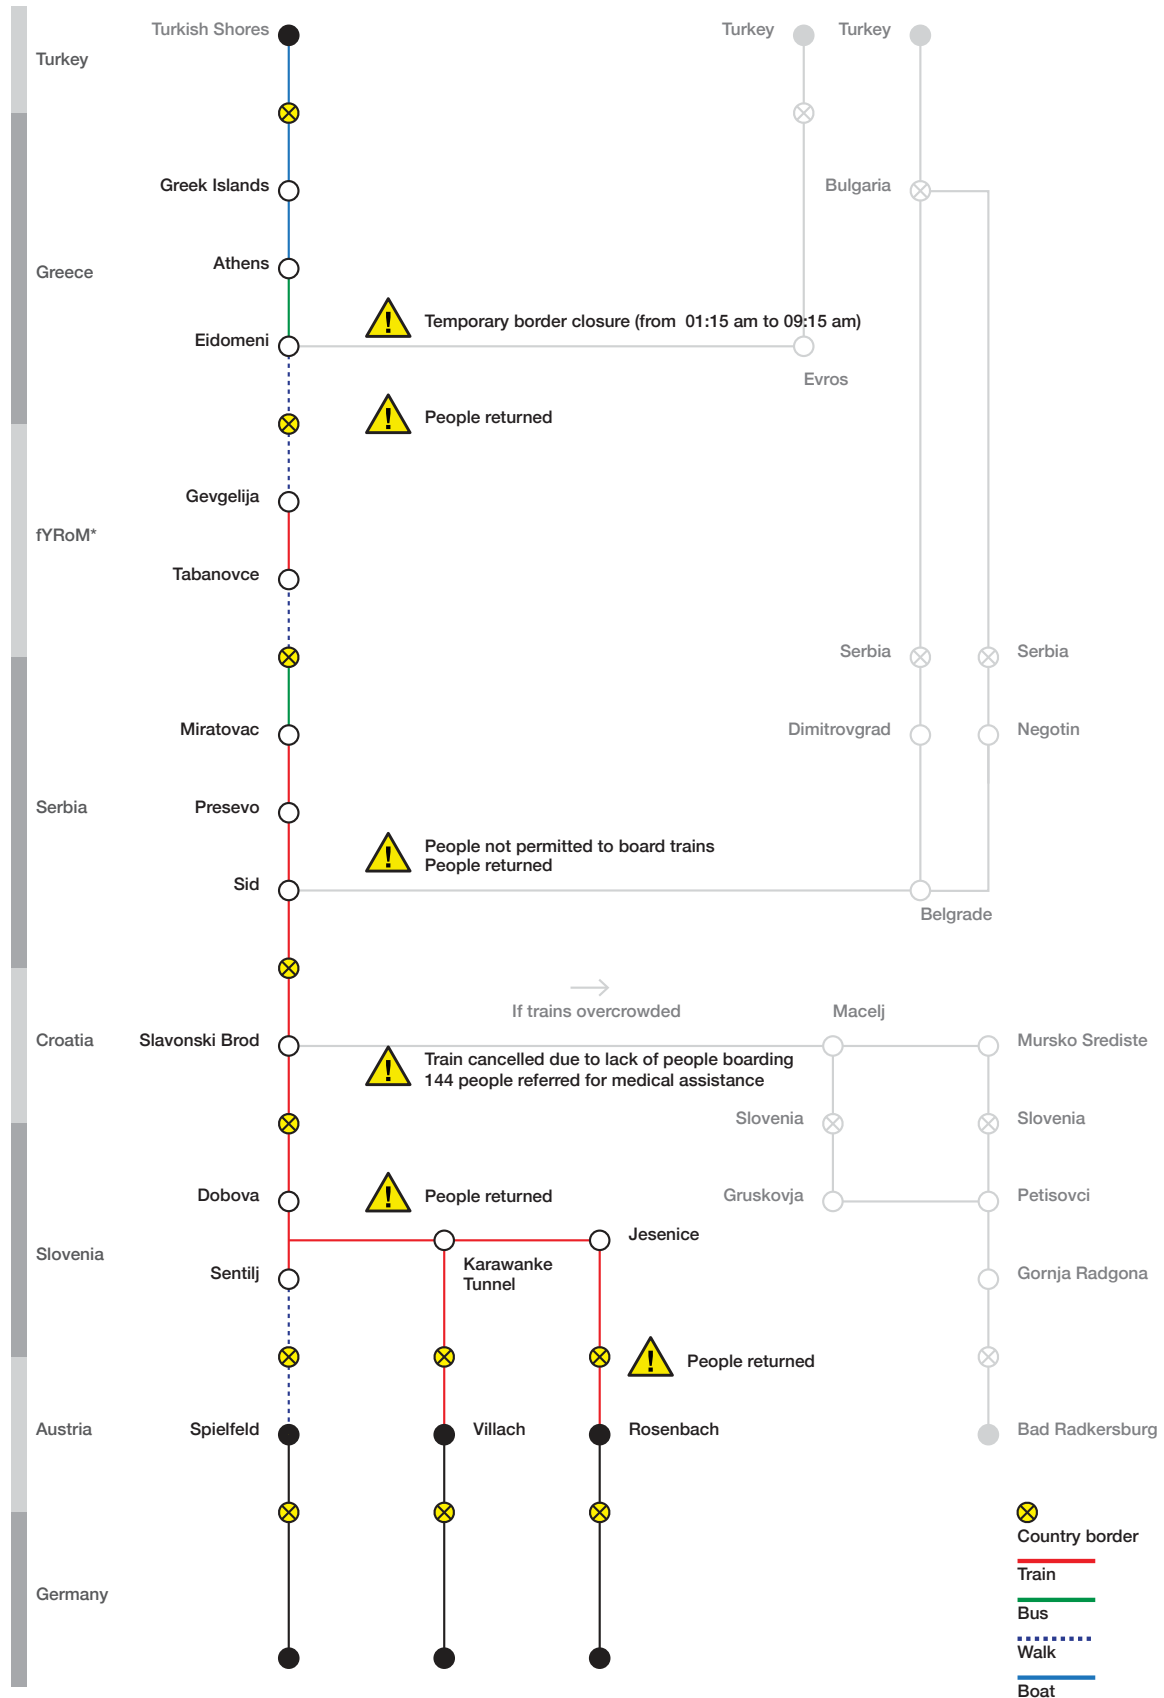 Turkish Shores
Turkey
Turkey
Turkey
Greek Islands
Bulgaria
Athens
Greece
Temporary border closure (from 01:15 am to 09:15 am)
Eidomeni
Evros
People returned
Gevgelija
fYRoM*
Tabanovce
Serbia
Serbia
Miratovac
Dimitrovgrad
Negotin
Serbia
Presevo
People not permitted to board trains
People returned
Sid
Belgrade
If trains overcrowded
Macelj
Croatia
Slavonski Brod
Mursko Srediste
Train cancelled due to lack of people boarding
144 people referred for medical assistance
Slovenia
Slovenia
Dobova
People returned
Gruskovja
Petisovci
Jesenice
Slovenia
Karawanke
Tunnel
Sentilj
Gornja Radgona
People returned
Austria
Spielfeld
Villach
Rosenbach
Bad Radkersburg
Country border
Train
Germany
Bus
Walk
Boat